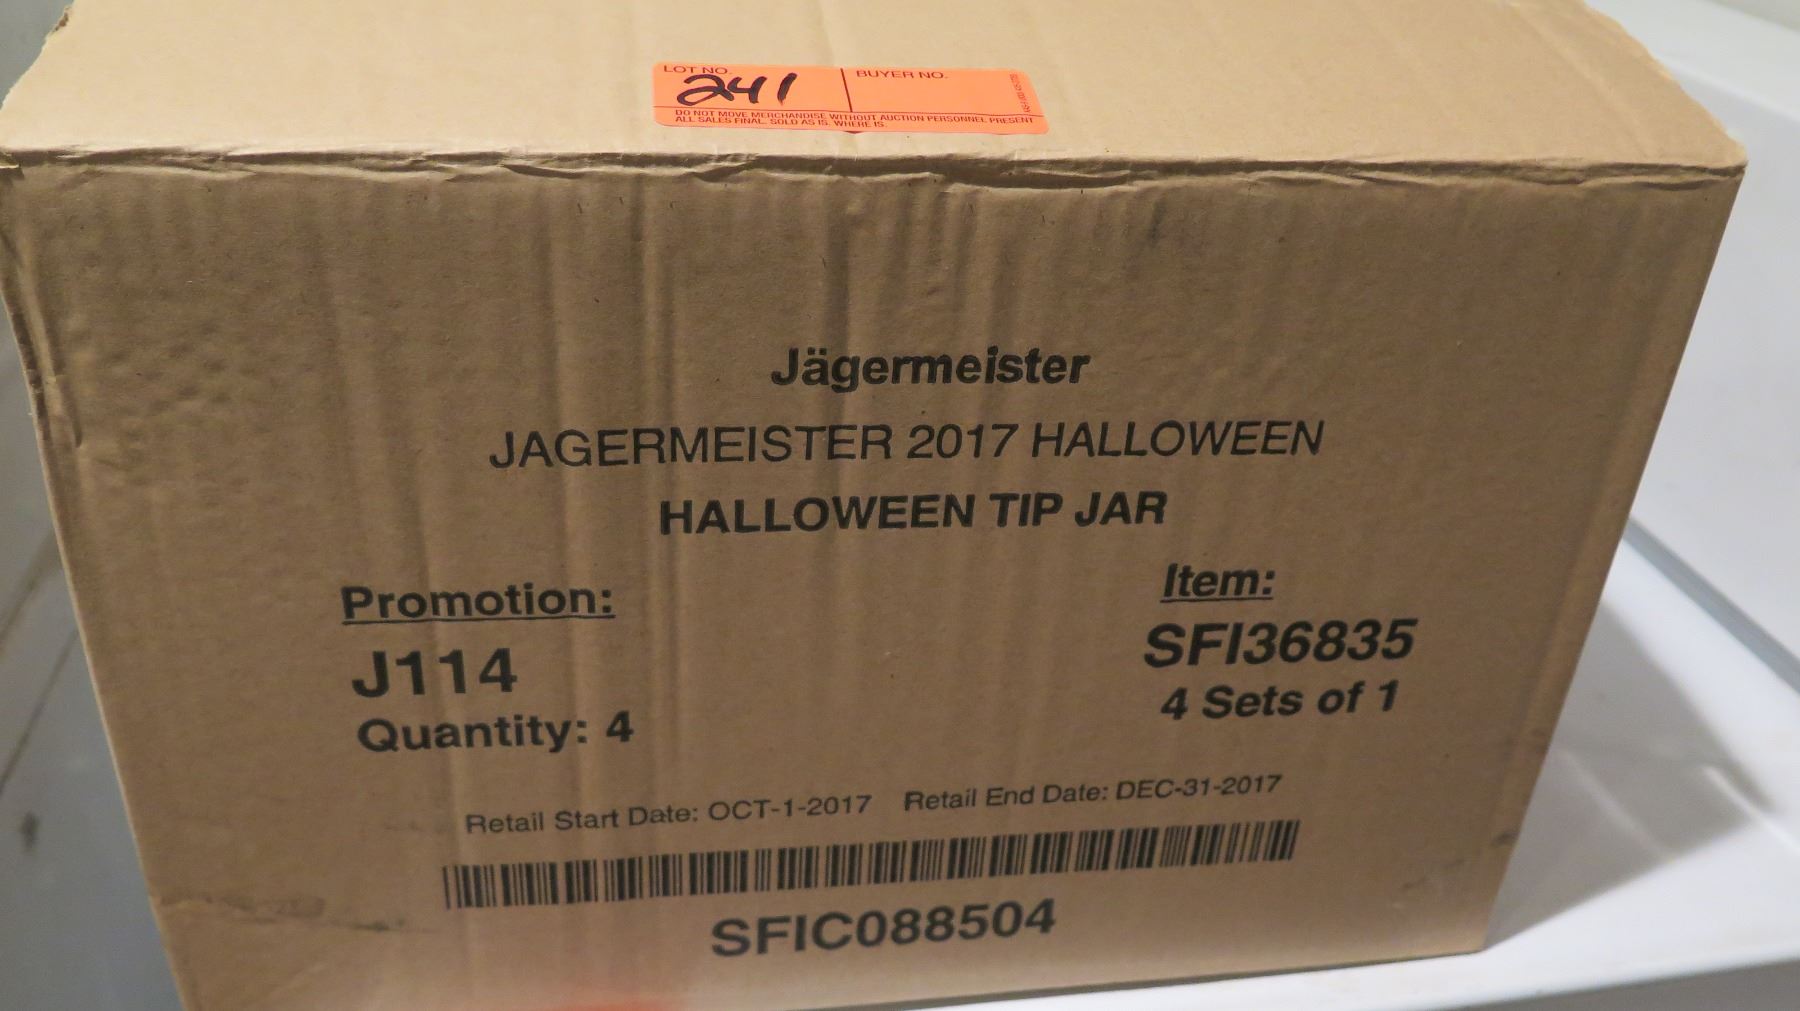 LOT NO. BUYER NO.
241
DO NOT MOVE MERCHANDISE WITHOUT AUCTION PERSONNEL PRESENT
ALL SALES FINAL. SOLD AS IS. WHERE IS.
Jägermeister
JAGERMEISTER 2017 HALLOWEEN
HALLOWEEN TIP JAR
Promotion: Item:
J114 SFI36835
Quantity: 4 4 Sets of 1
Retail Start Date: OCT-1-2017 Retail End Date: DEC-31-2017
SFIC088504